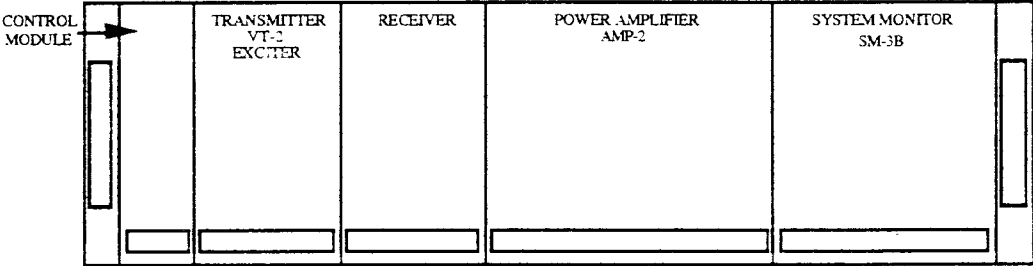 CONTROL
MODULE
TRANSMITTER
VT-2
EXCITER
RECEIVER
POWER AMPLIFIER
AMP-2
SYSTEM MONITOR
SM-3B